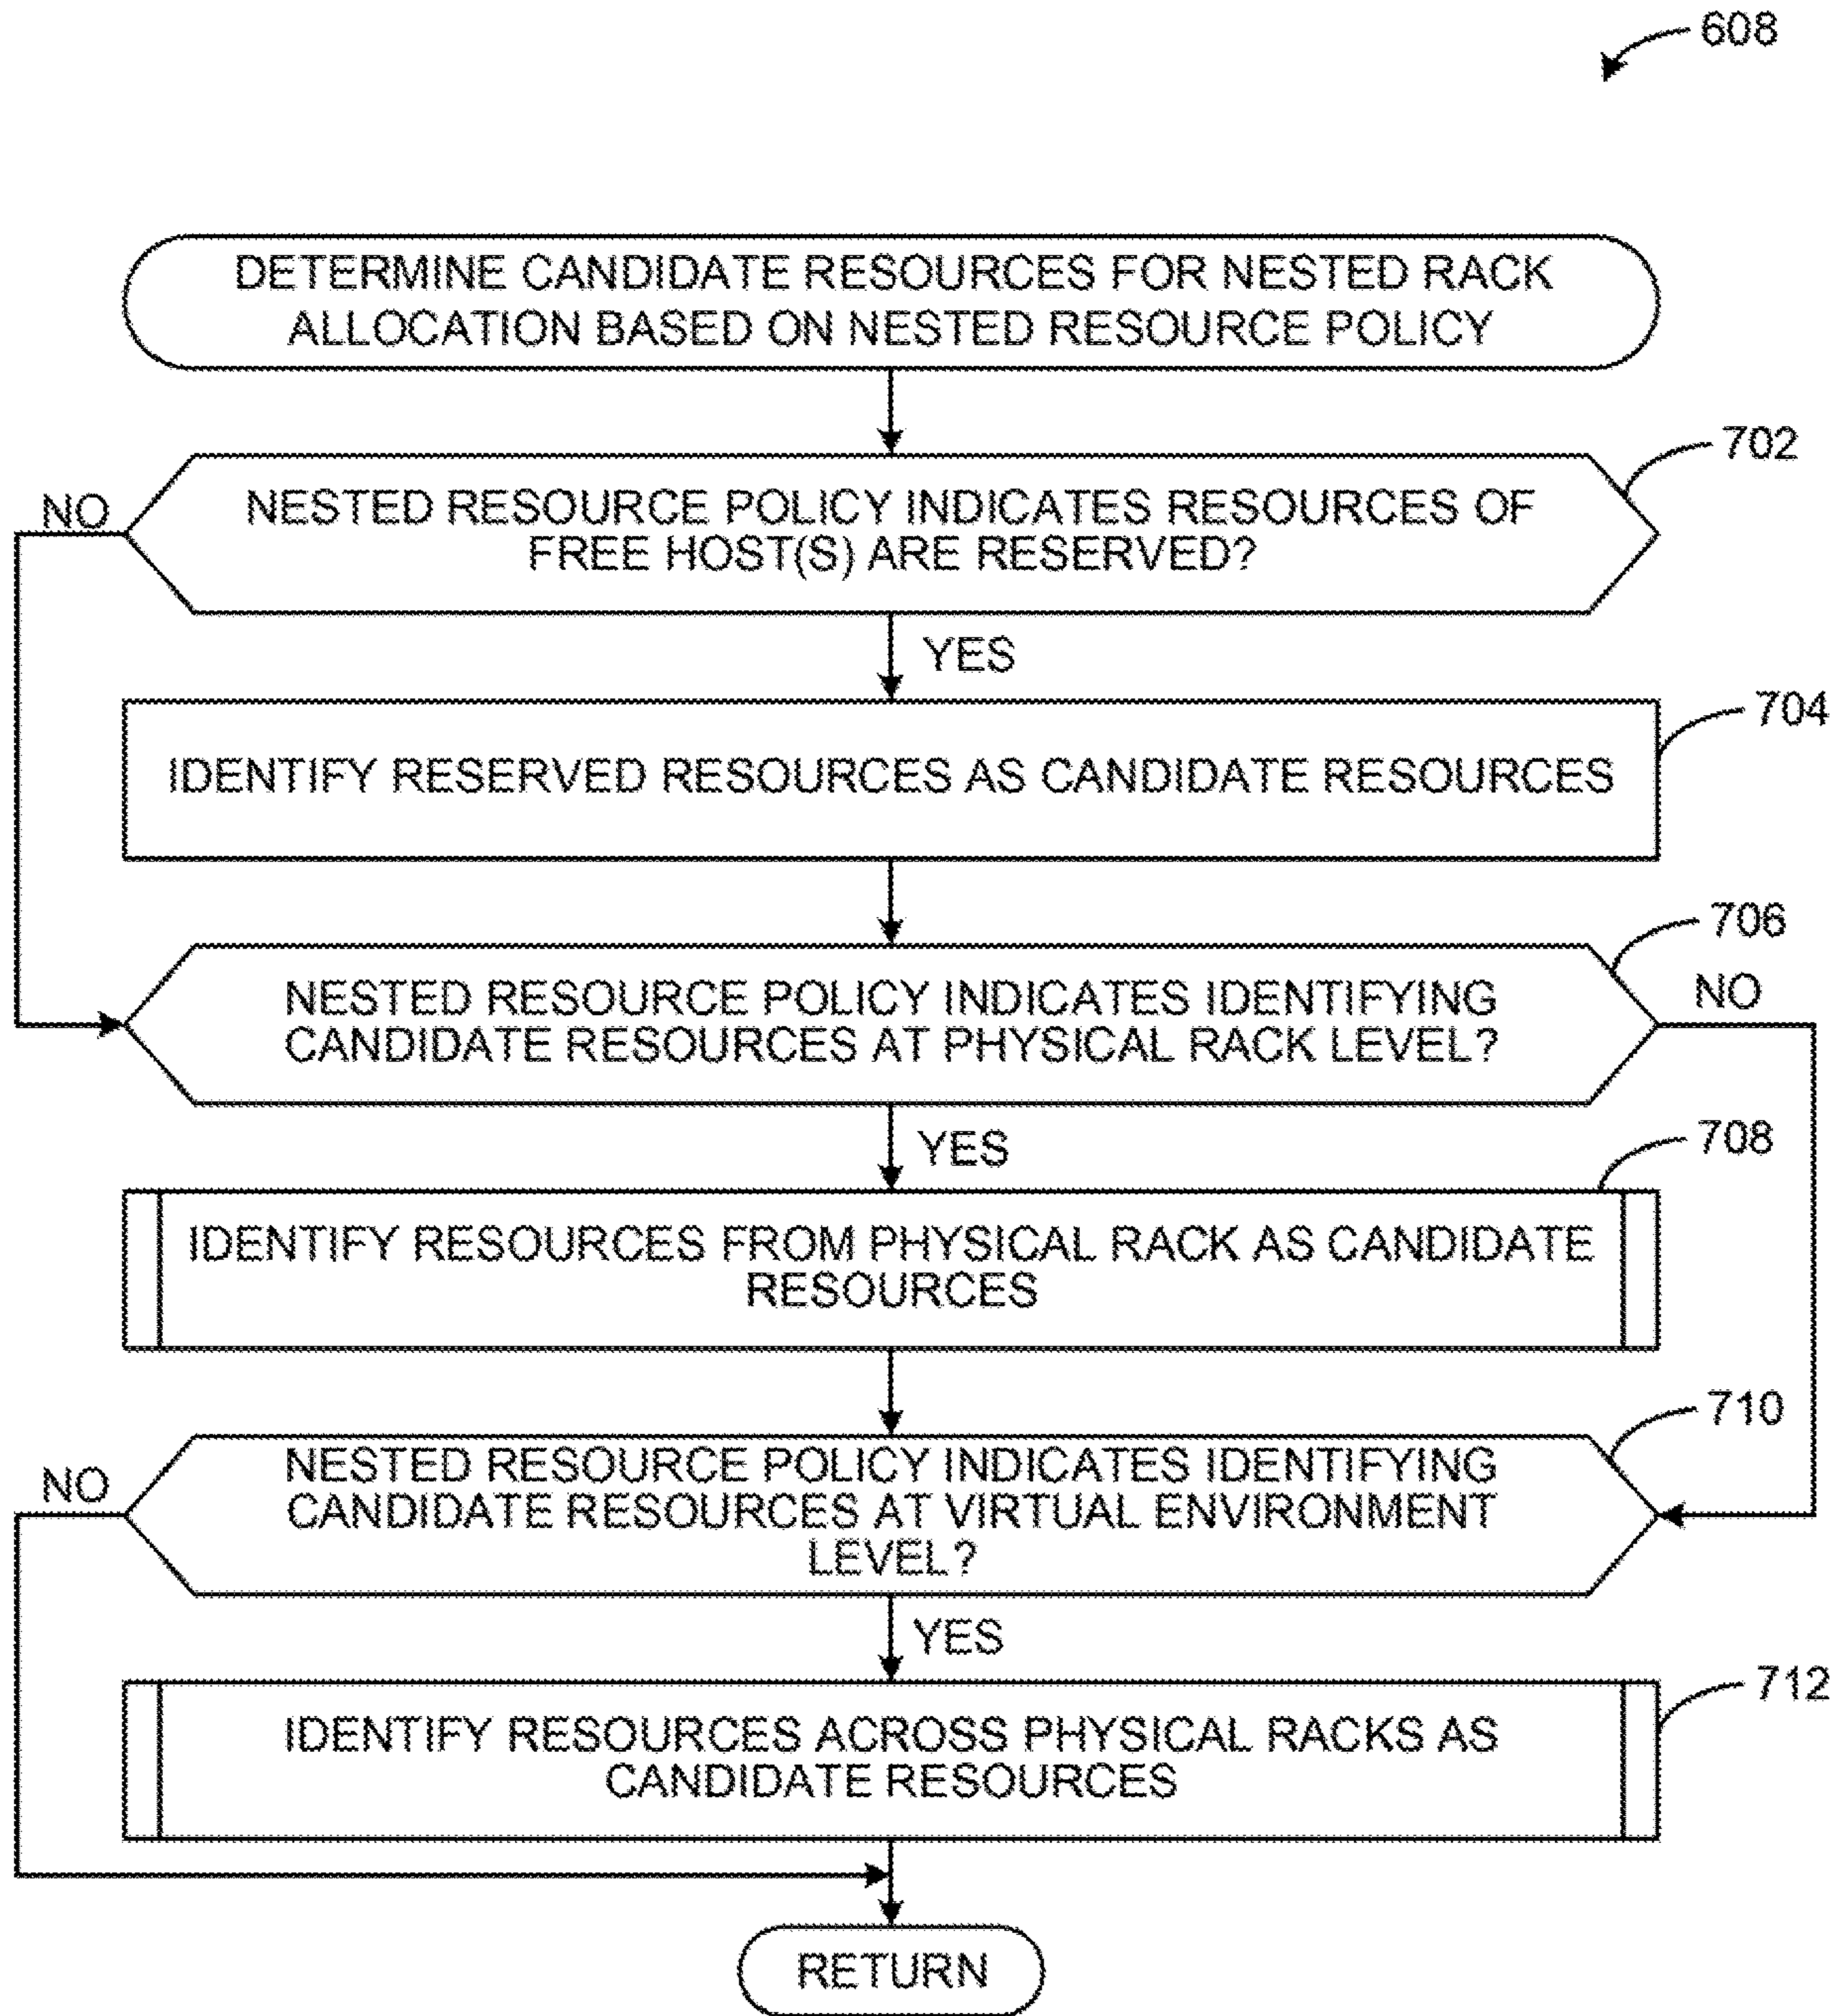 608
DETERMINE CANDIDATE RESOURCES FOR NESTED RACK
ALLOCATION BASED ON NESTED RESOURCE POLICY
702
NO
NESTED RESOURCE POLICY INDICATES RESOURCES OF
FREE HOST(S) ARE RESERVED?
YES
704
IDENTIFY RESERVED RESOURCES AS CANDIDATE RESOURCES
706
NESTED RESOURCE POLICY INDICATES IDENTIFYING
CANDIDATE RESOURCES AT PHYSICAL RACK LEVEL?
NO
YES
708
IDENTIFY RESOURCES FROM PHYSICAL RACK AS CANDIDATE
RESOURCES
710
NO
NESTED RESOURCE POLICY INDICATES IDENTIFYING
CANDIDATE RESOURCES AT VIRTUAL ENVIRONMENT
LEVEL?
YES
712
IDENTIFY RESOURCES ACROSS PHYSICAL RACKS AS
CANDIDATE RESOURCES
RETURN